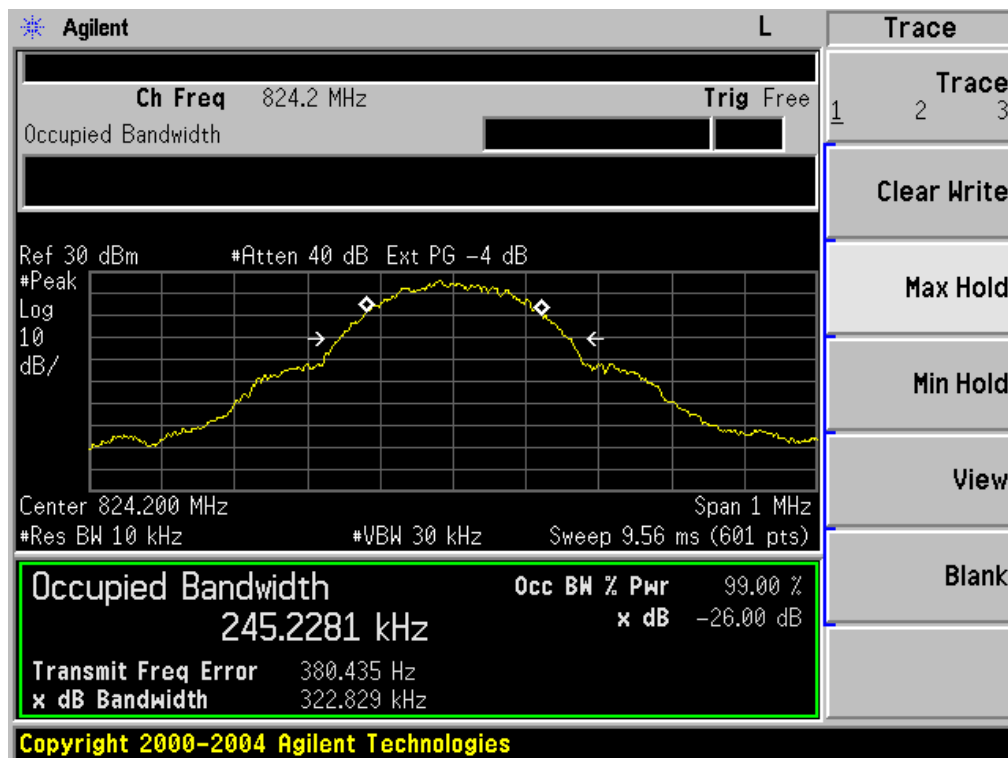 Agilent L Trace
Ch Freq 824.2 MHz Trig Free
Occupied Bandwidth
Trace
1 2 3
Clear Write
Max Hold
Min Hold
View
Blank
Ref 30 dBm #Atten 40 dB Ext PG -4 dB
#Peak
Log
10
dB/
Center 824.200 MHz Span 1 MHz
#Res BW 10 kHz #VBW 30 kHz Sweep 9.56 ms (601 pts)
Occupied Bandwidth Occ BW % Pwr 99.00 %
245.2281 kHz x dB -26.00 dB
Transmit Freq Error 380.435 Hz
x dB Bandwidth 322.829 kHz
Copyright 2000-2004 Agilent Technologies